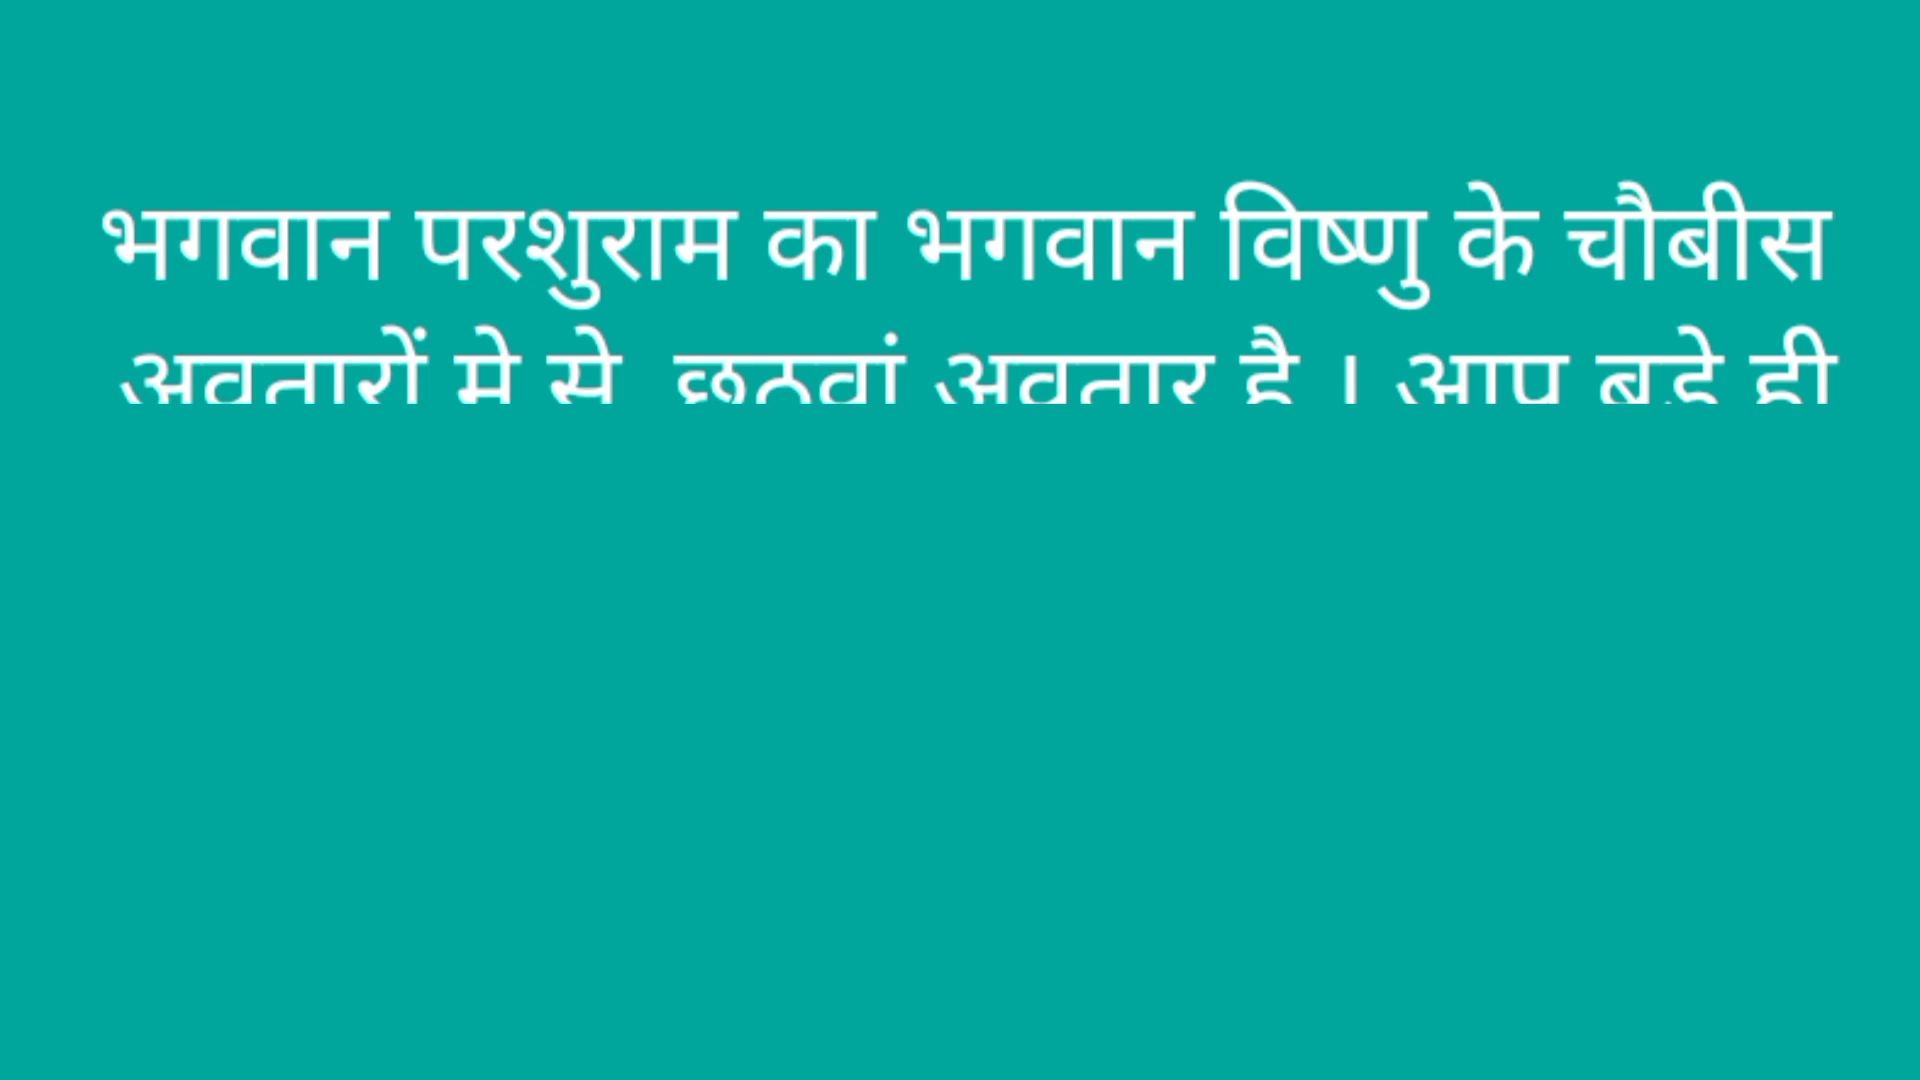 भगवान परशुराम का भगवान विष्णु के चौबीस
अवतारों मे से छठवां अवतार है । आप बड़े ही